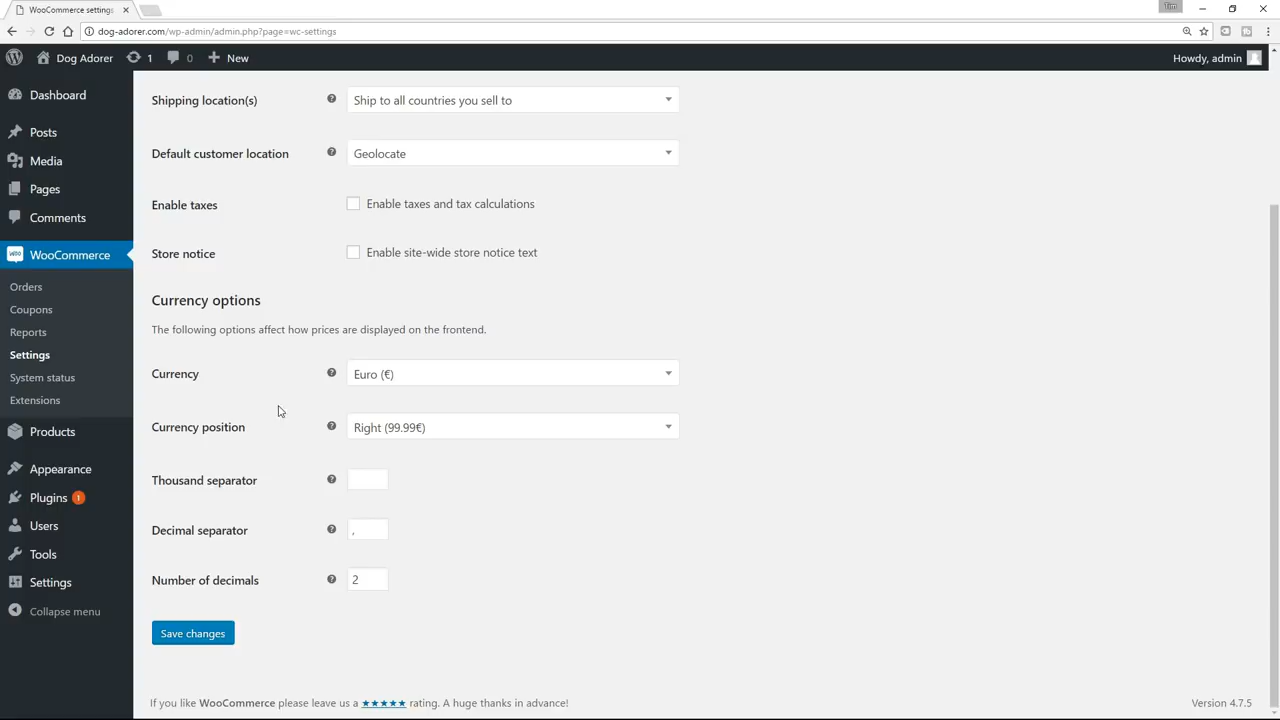 WooCommerce settings
Tim
dog-adorer.com/wp-admin/admin.php?page=wc-settings
Dog Adorer 1 0 New
Howdy, admin
Dashboard
Posts
Media
Pages
Comments
WooCommerce
Orders
Coupons
Reports
Settings
System status
Extensions
Products
Appearance
Plugins 1
Users
Tools
Settings
Collapse menu
Shipping location(s) ? Ship to all countries you sell to
Default customer location ? Geolocate
Enable taxes Enable taxes and tax calculations
Store notice Enable site-wide store notice text
Currency options
The following options affect how prices are displayed on the frontend.
Currency ? Euro (€)
Currency position ? Right (99.99€)
Thousand separator ?
Decimal separator ? ,
Number of decimals ? 2
Save changes
If you like WooCommerce please leave us a ★★★★★ rating. A huge thanks in advance!
Version 4.7.5